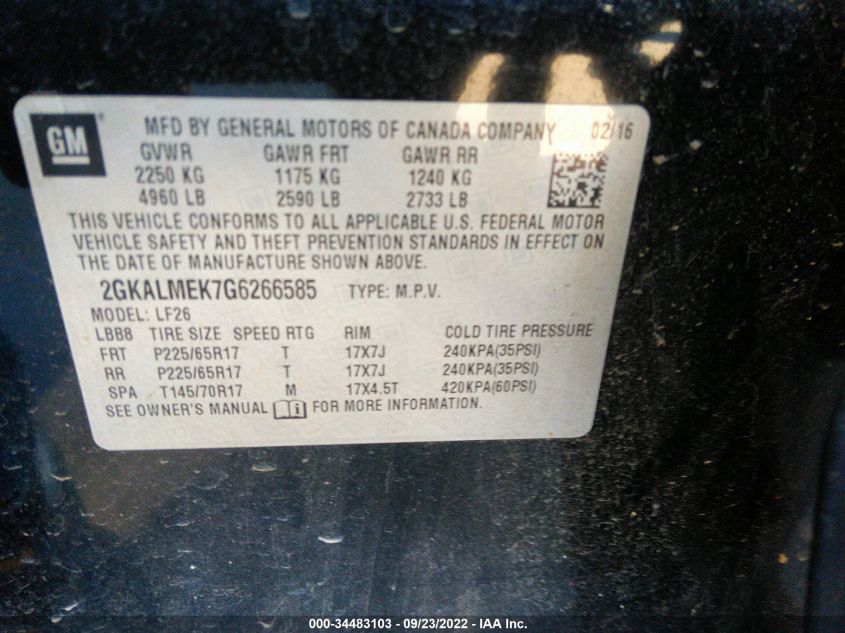 GM
MFD BY GENERAL MOTORS OF CANADA COMPANY 02/16
GVWR GAWR FRT GAWR RR
2250 KG 1175 KG 1240 KG
4960 LB 2590 LB 2733 LB
THIS VEHICLE CONFORMS TO ALL APPLICABLE U.S. FEDERAL MOTOR
VEHICLE SAFETY AND THEFT PREVENTION STANDARDS IN EFFECT ON
THE DATE OF MANUFACTURE SHOWN ABOVE.
2GKALMEK7G6266585 TYPE: M.P.V.
MODEL: LF26
LBB8 TIRE SIZE SPEED RTG RIM COLD TIRE PRESSURE
FRT P225/65R17 T 17X7J 240KPA(35PSI)
RR P225/65R17 T 17X7J 240KPA(35PSI)
SPA T145/70R17 M 17X4.5T 420KPA(60PSI)
SEE OWNER'S MANUAL i FOR MORE INFORMATION.
000-34483103 - 09/23/2022 - IAA Inc.